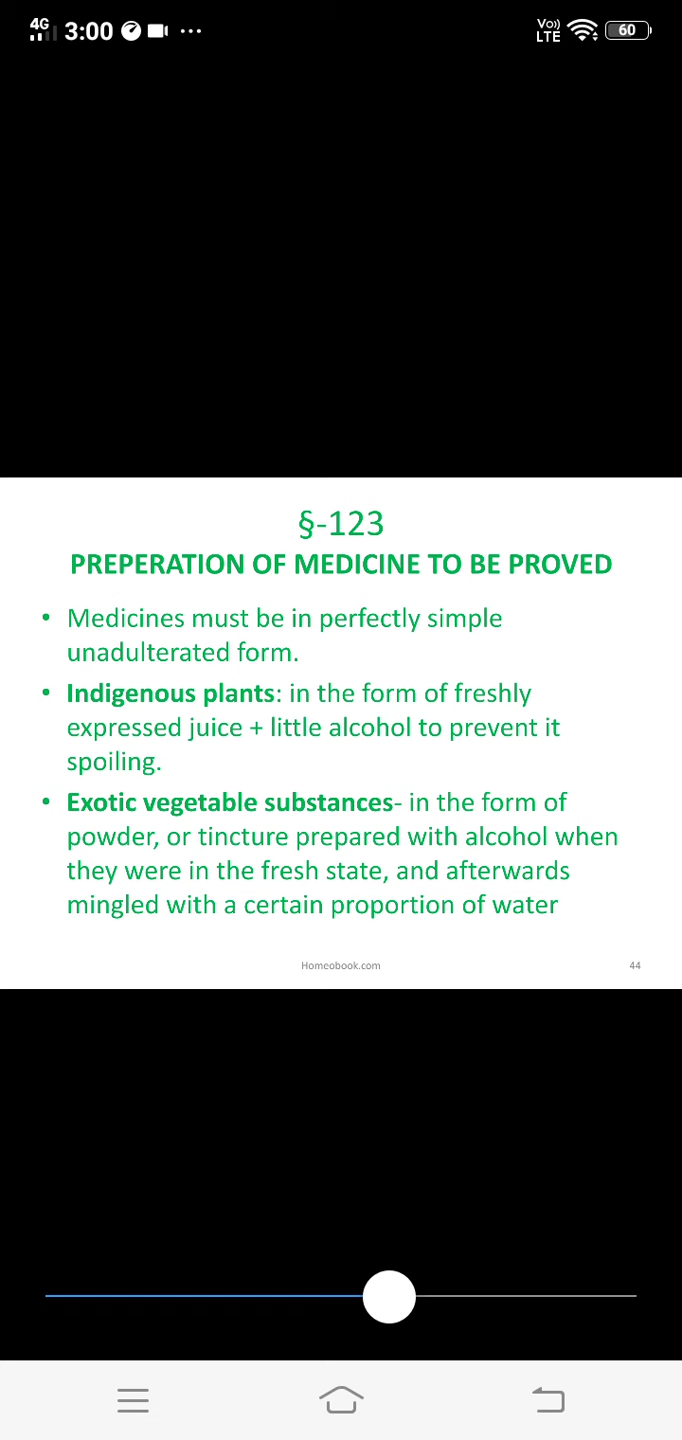 4G 3:00 ... Vo)) LTE 60
§-123
PREPERATION OF MEDICINE TO BE PROVED
• Medicines must be in perfectly simple
unadulterated form.
• Indigenous plants: in the form of freshly
expressed juice + little alcohol to prevent it
spoiling.
• Exotic vegetable substances- in the form of
powder, or tincture prepared with alcohol when
they were in the fresh state, and afterwards
mingled with a certain proportion of water
Homeobook.com 44